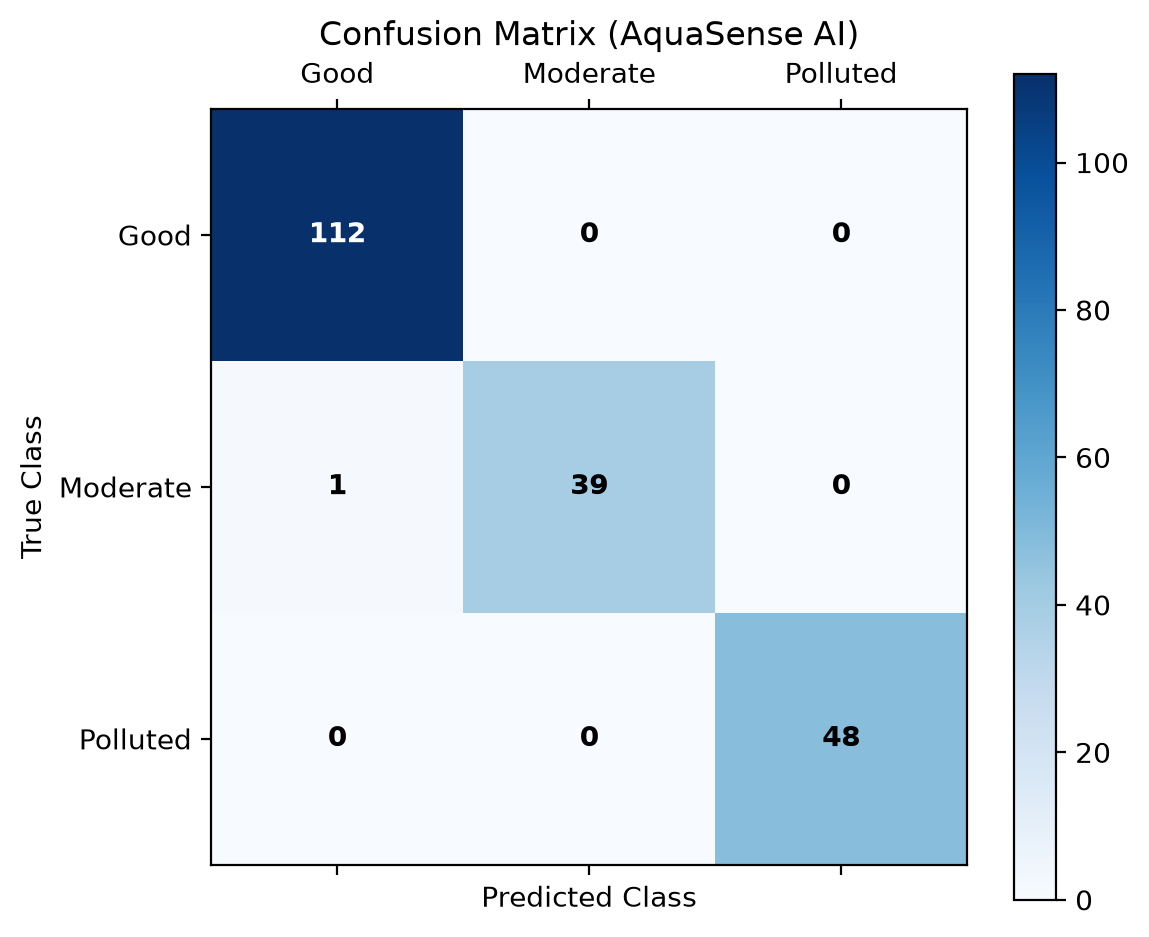 Confusion Matrix (AquaSense AI)
Good Moderate Polluted
Good 112 0 0
Moderate 1 39 0
Polluted 0 0 48
True Class
Predicted Class
100
80
60
40
20
0